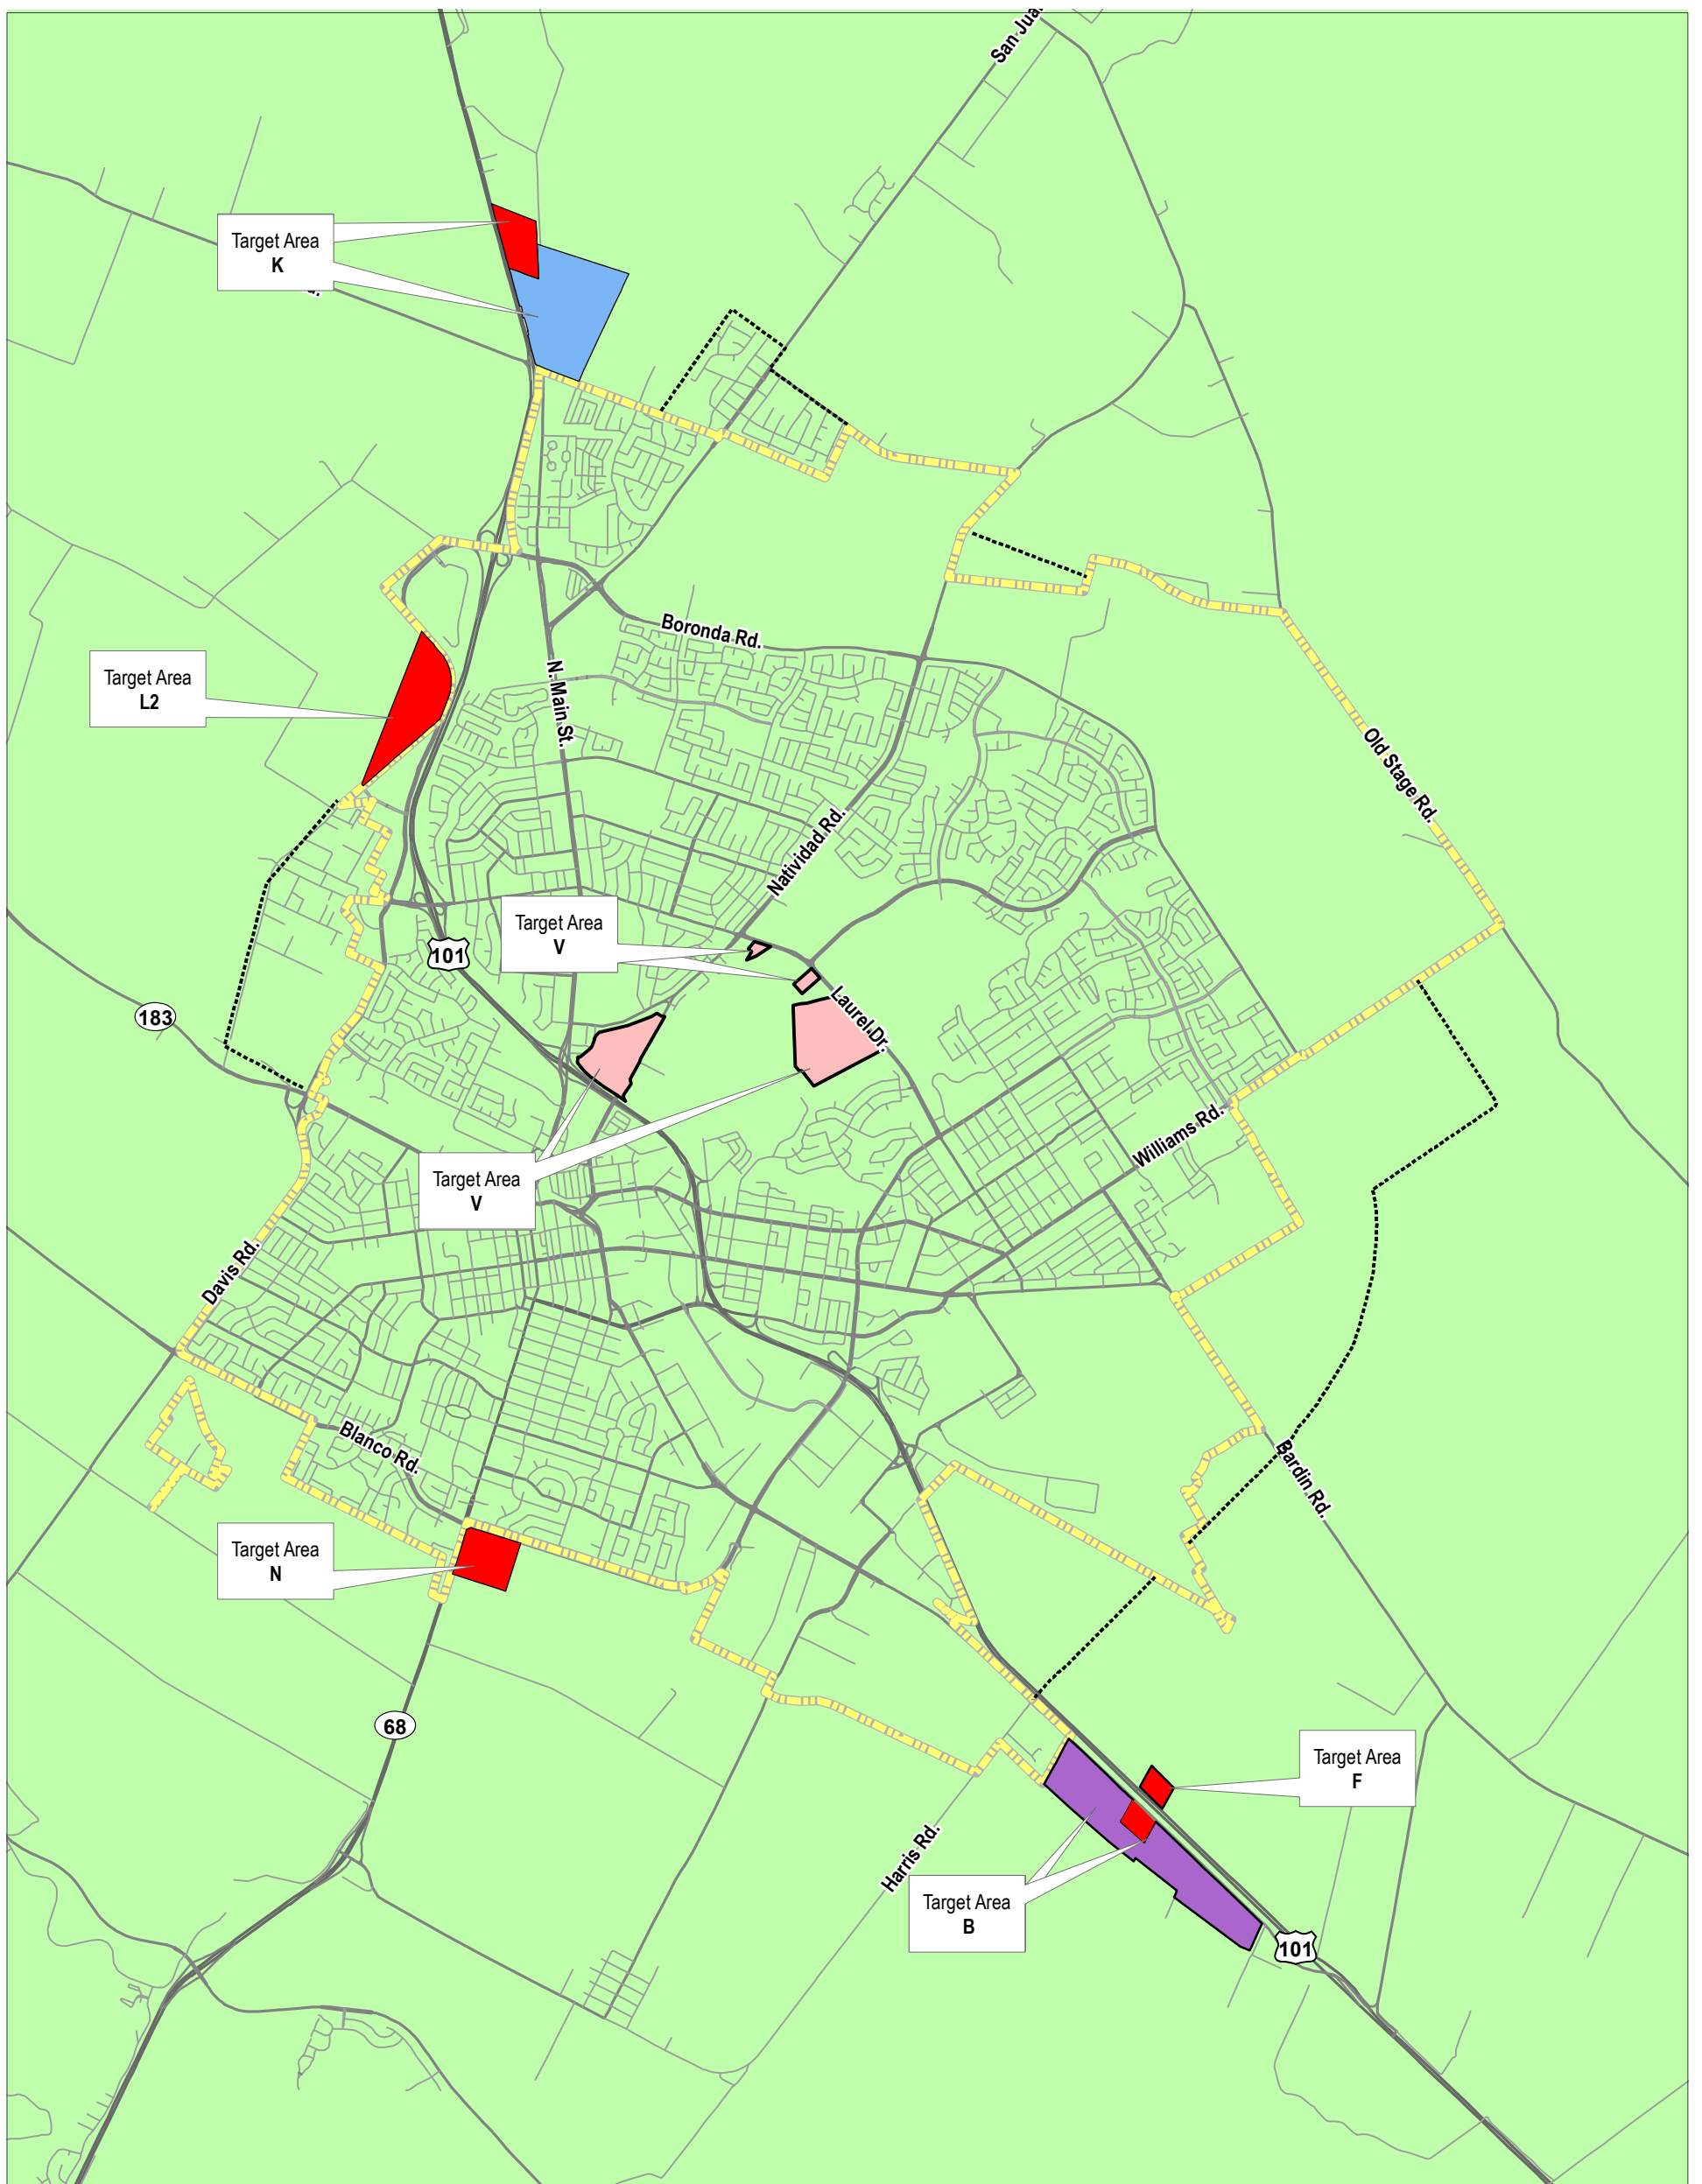 San Jua
Target Area
K
d.
Boronda Rd.
Target Area
L2
N. Main St.
Old Stage Rd.
Natividad Rd.
Target Area
V
101
183
Laurel Dr.
Williams Rd.
Target Area
V
Davis Rd.
Blanco Rd.
Bardin Rd.
Target Area
N
68
Target Area
F
Harris Rd.
Target Area
B
101